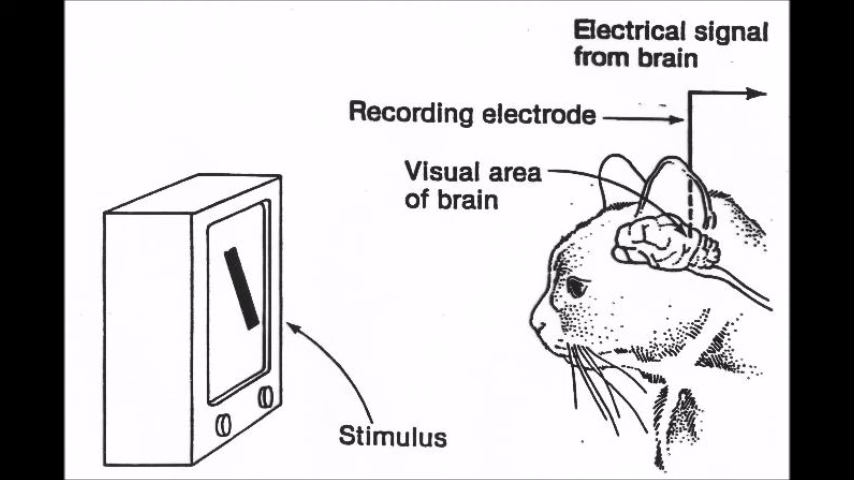 Electrical signal
from brain
Recording electrode
Visual area
of brain
Stimulus